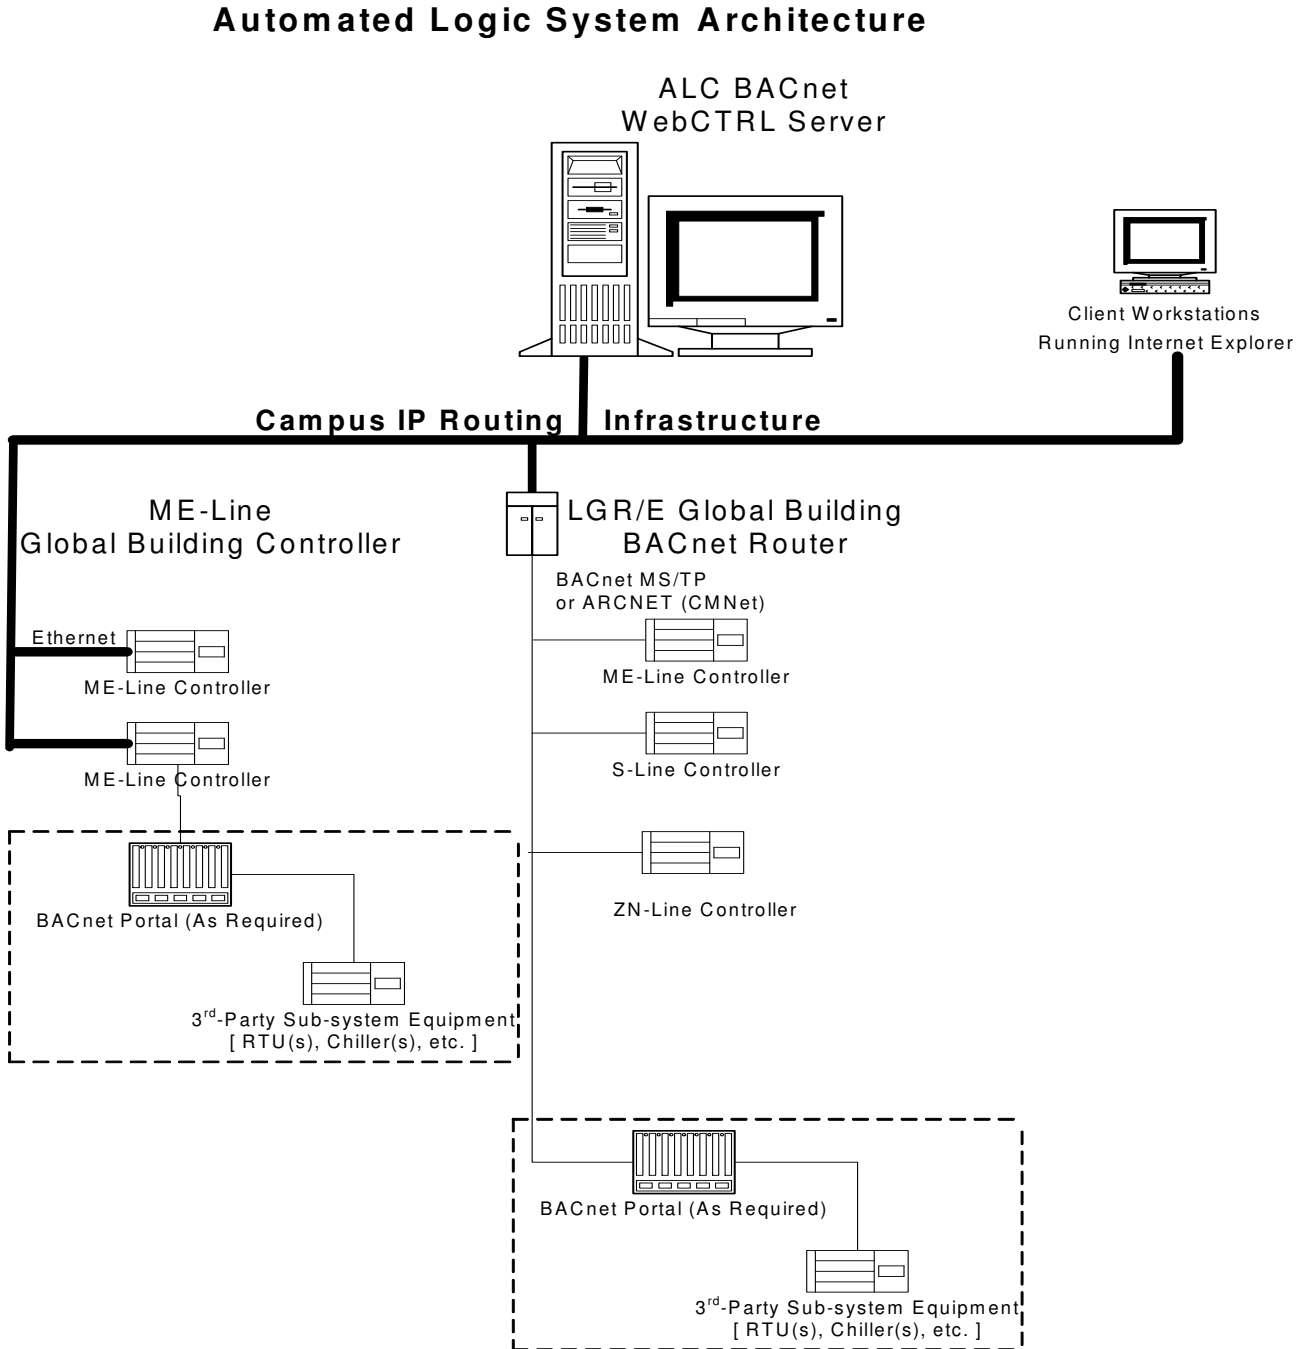 Automated Logic System Architecture
ALC BACnet
WebCTRL Server
Client Workstations
Running Internet Explorer
Campus IP Routing Infrastructure
ME-Line
Global Building Controller
LGR/E Global Building
BACnet Router
BACnet MS/TP
or ARCNET (CMNet)
Ethernet
ME-Line Controller
ME-Line Controller
ME-Line Controller
S-Line Controller
ZN-Line Controller
BACnet Portal (As Required)
3rd-Party Sub-system Equipment
[ RTU(s), Chiller(s), etc. ]
BACnet Portal (As Required)
3rd-Party Sub-system Equipment
[ RTU(s), Chiller(s), etc. ]